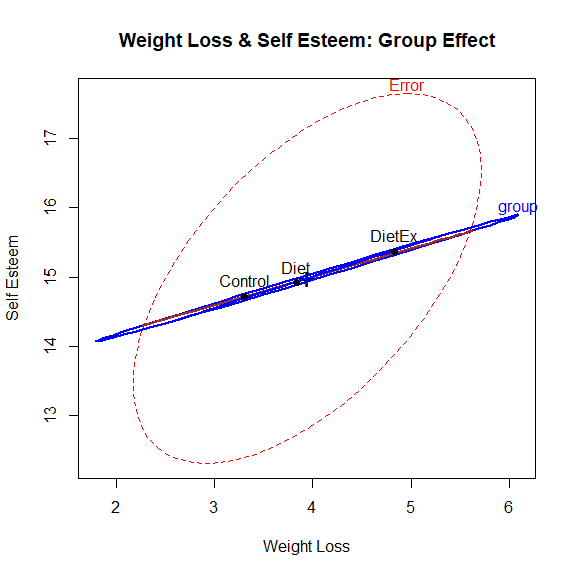 Weight Loss & Self Esteem: Group Effect
Error
group
DietEx
Diet
Control
Self Esteem
17
16
15
14
13
2 3 4 5 6
Weight Loss